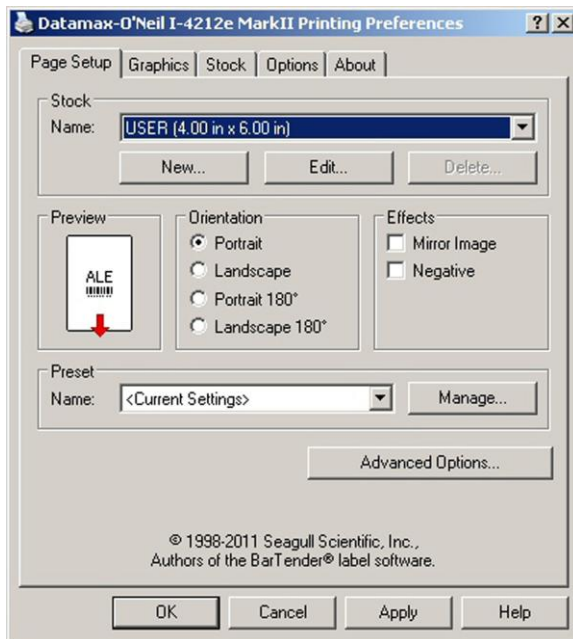 Datamax-O'Neil I-4212e MarkII Printing Preferences
Page Setup Graphics Stock Options About
Stock
Name: USER (4.00 in x 6.00 in)
New... Edit... Delete...
Preview Orientation Effects
ALE
Portrait Mirror Image
Landscape Negative
Portrait 180°
Landscape 180°
Preset
Name: <Current Settings> Manage...
Advanced Options...
© 1998-2011 Seagull Scientific, Inc.,
Authors of the BarTender® label software.
OK Cancel Apply Help